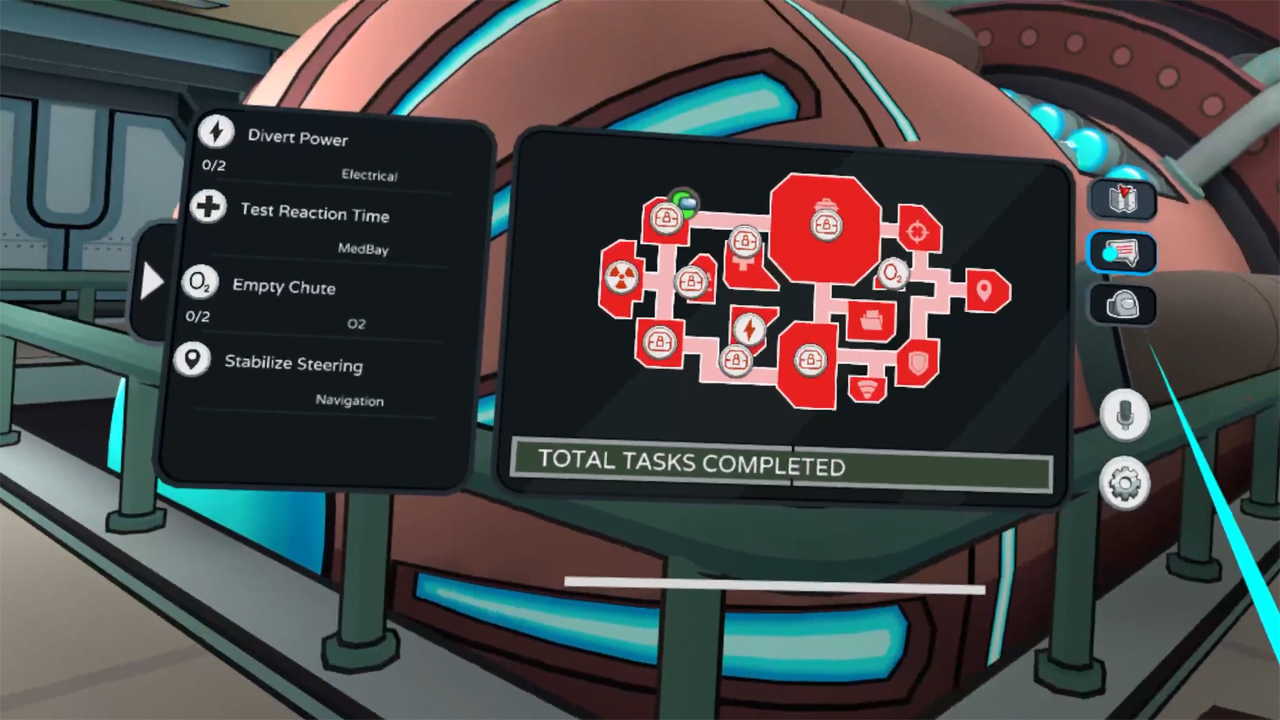 Divert Power
0/2
Electrical
Test Reaction Time
MedBay
O2
Empty Chute
0/2
O2
Stabilize Steering
Navigation
O2
TOTAL TASKS COMPLETED